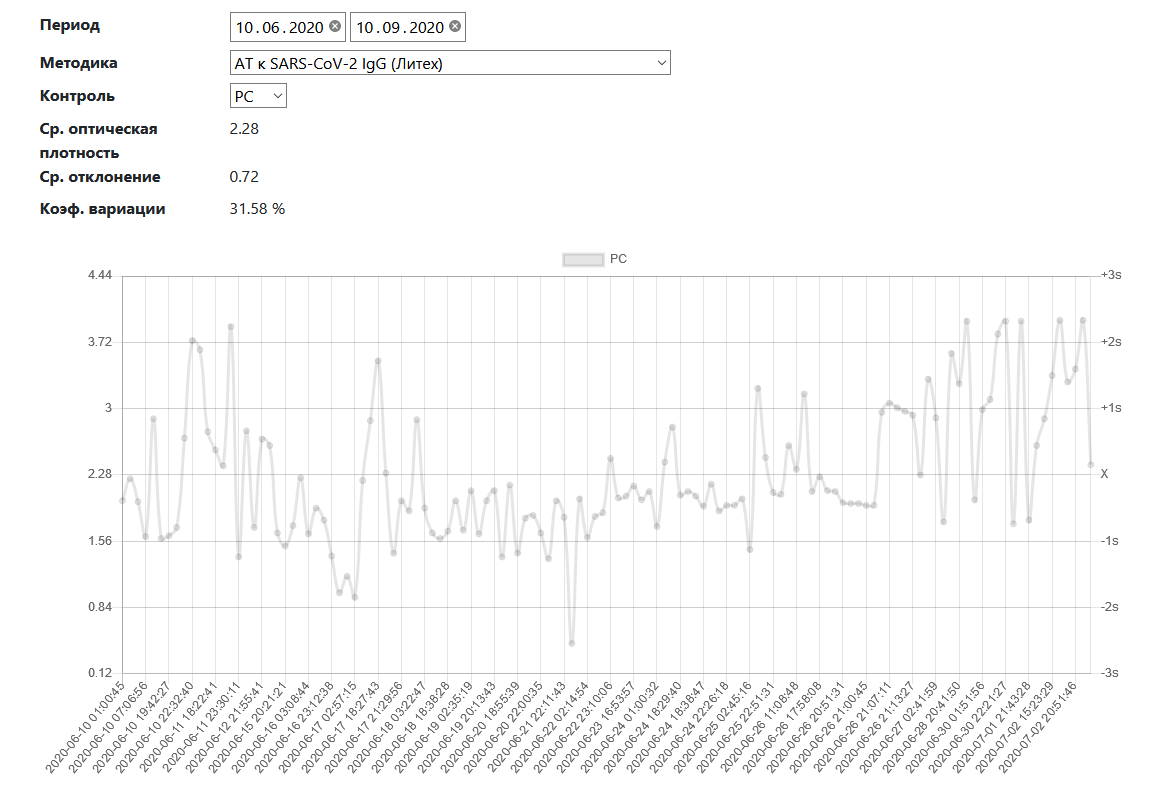 Период 10.06.2020 10.09.2020
Методика АТ к SARS-CoV-2 IgG (Литех)
Контроль PC
Ср. оптическая 2.28
плотность
Ср. отклонение 0.72
Коэф. вариации 31.58 %
PC
4.44 +3s
3.72 +2s
3 +1s
2.28 X
1.56 -1s
0.84 -2s
0.12 -3s
2020-06-10 01:00:45
2020-06-10 07:06:56
2020-06-10 19:42:27
2020-06-10 22:32:40
2020-06-11 18:22:41
2020-06-11 23:30:11
2020-06-12 21:55:41
2020-06-15 20:21:21
2020-06-16 03:08:44
2020-06-16 23:12:38
2020-06-17 02:57:15
2020-06-17 18:27:43
2020-06-17 21:29:56
2020-06-18 03:22:47
2020-06-18 18:38:28
2020-06-19 02:35:19
2020-06-19 20:13:43
2020-06-20 18:55:39
2020-06-20 22:00:35
2020-06-21 22:11:43
2020-06-22 02:14:54
2020-06-22 23:10:06
2020-06-23 16:53:57
2020-06-24 01:00:32
2020-06-24 18:29:40
2020-06-24 18:38:47
2020-06-24 22:26:18
2020-06-25 02:45:16
2020-06-25 22:51:31
2020-06-26 11:08:48
2020-06-26 17:58:08
2020-06-26 20:51:31
2020-06-26 21:00:45
2020-06-26 21:07:11
2020-06-26 21:13:27
2020-06-27 02:41:59
2020-06-29 20:41:50
2020-06-30 01:51:56
2020-06-30 22:21:27
2020-07-01 21:43:28
2020-07-02 15:23:29
2020-07-02 20:51:46